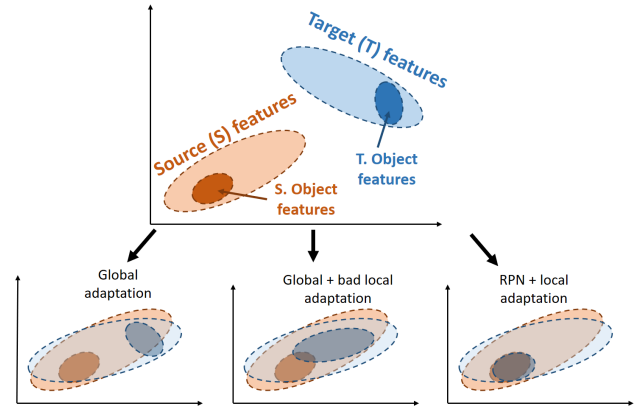 Target (T) features
Source (S) features
T. Object
features
S. Object
features
Global
adaptation
Global + bad local
adaptation
RPN + local
adaptation